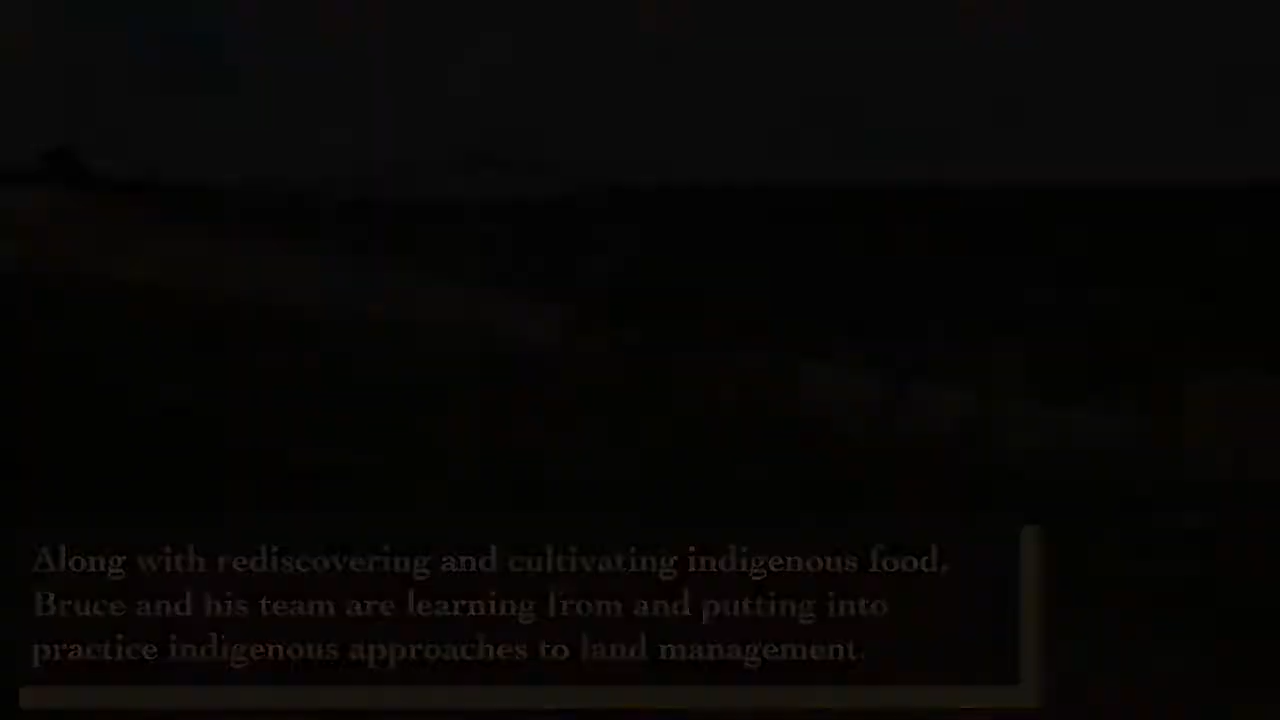 Along with rediscovering and cultivating indigenous food,
Bruce and his team are learning from and putting into
practice indigenous approaches to land management.